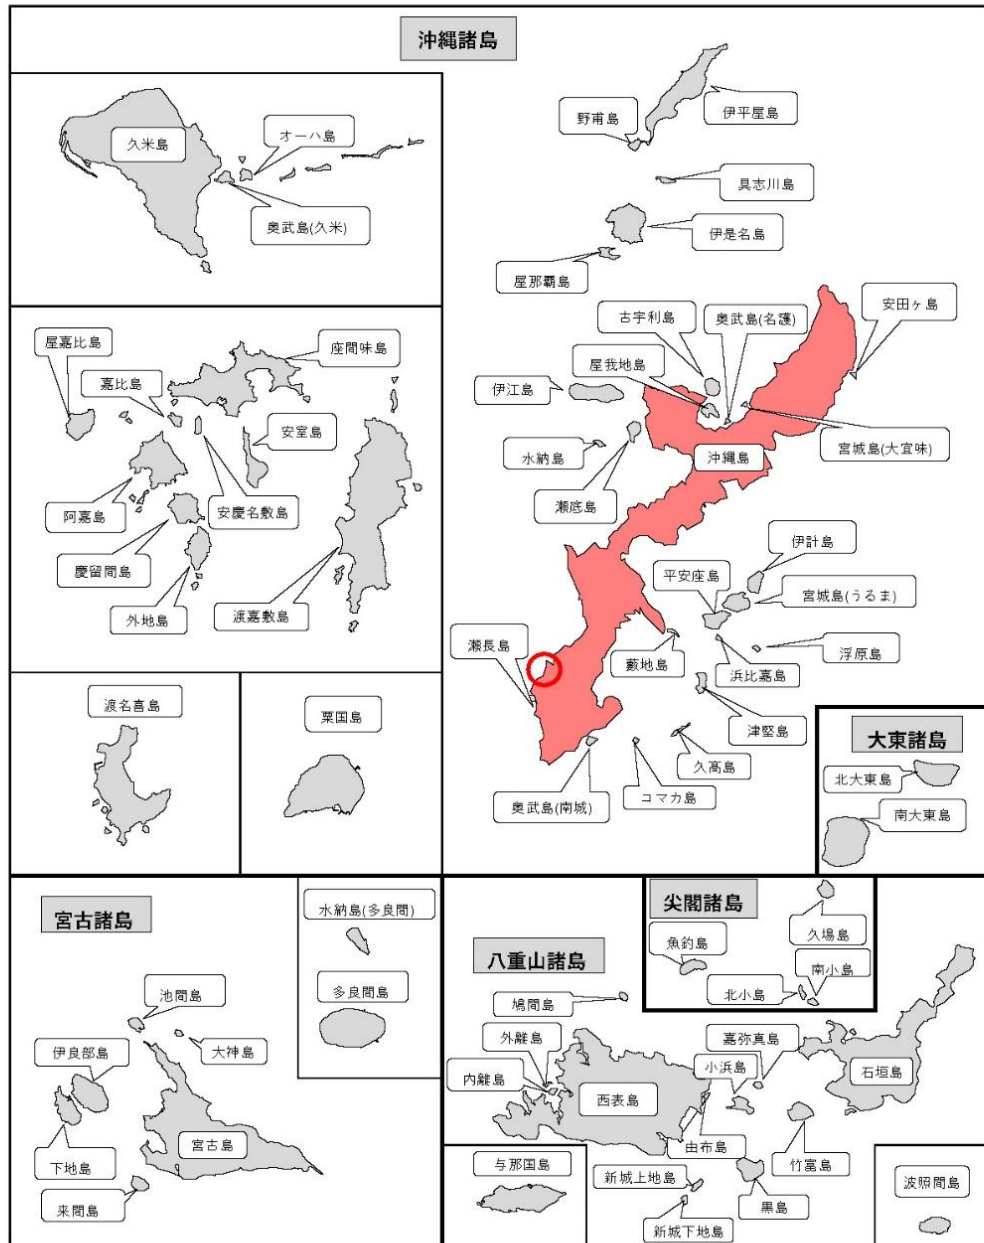 沖縄諸島
久米島
オーハ島
奥武島(久米)
伊平屋島
野甫島
具志川島
伊是名島
屋那覇島
安田ヶ島
古宇利島
奥武島(名護)
屋我地島
伊江島
宮城島(大宜味)
水納島
沖縄島
瀬底島
屋嘉比島
座間味島
嘉比島
安室島
阿嘉島
安慶名敷島
慶留間島
外地島
渡嘉敷島
伊計島
平安座島
宮城島(うるま)
瀬長島
藪地島
浜比嘉島
浮原島
津堅島
久高島
コマカ島
奥武島(南城)
渡名喜島
粟国島
大東諸島
北大東島
南大東島
宮古諸島
水納島(多良間)
多良間島
池間島
大神島
伊良部島
宮古島
下地島
来間島
八重山諸島
尖閣諸島
久場島
魚釣島
南小島
北小島
鳩間島
外離島
内離島
嘉弥真島
小浜島
石垣島
西表島
由布島
竹富島
与那国島
新城上地島
黒島
新城下地島
波照間島